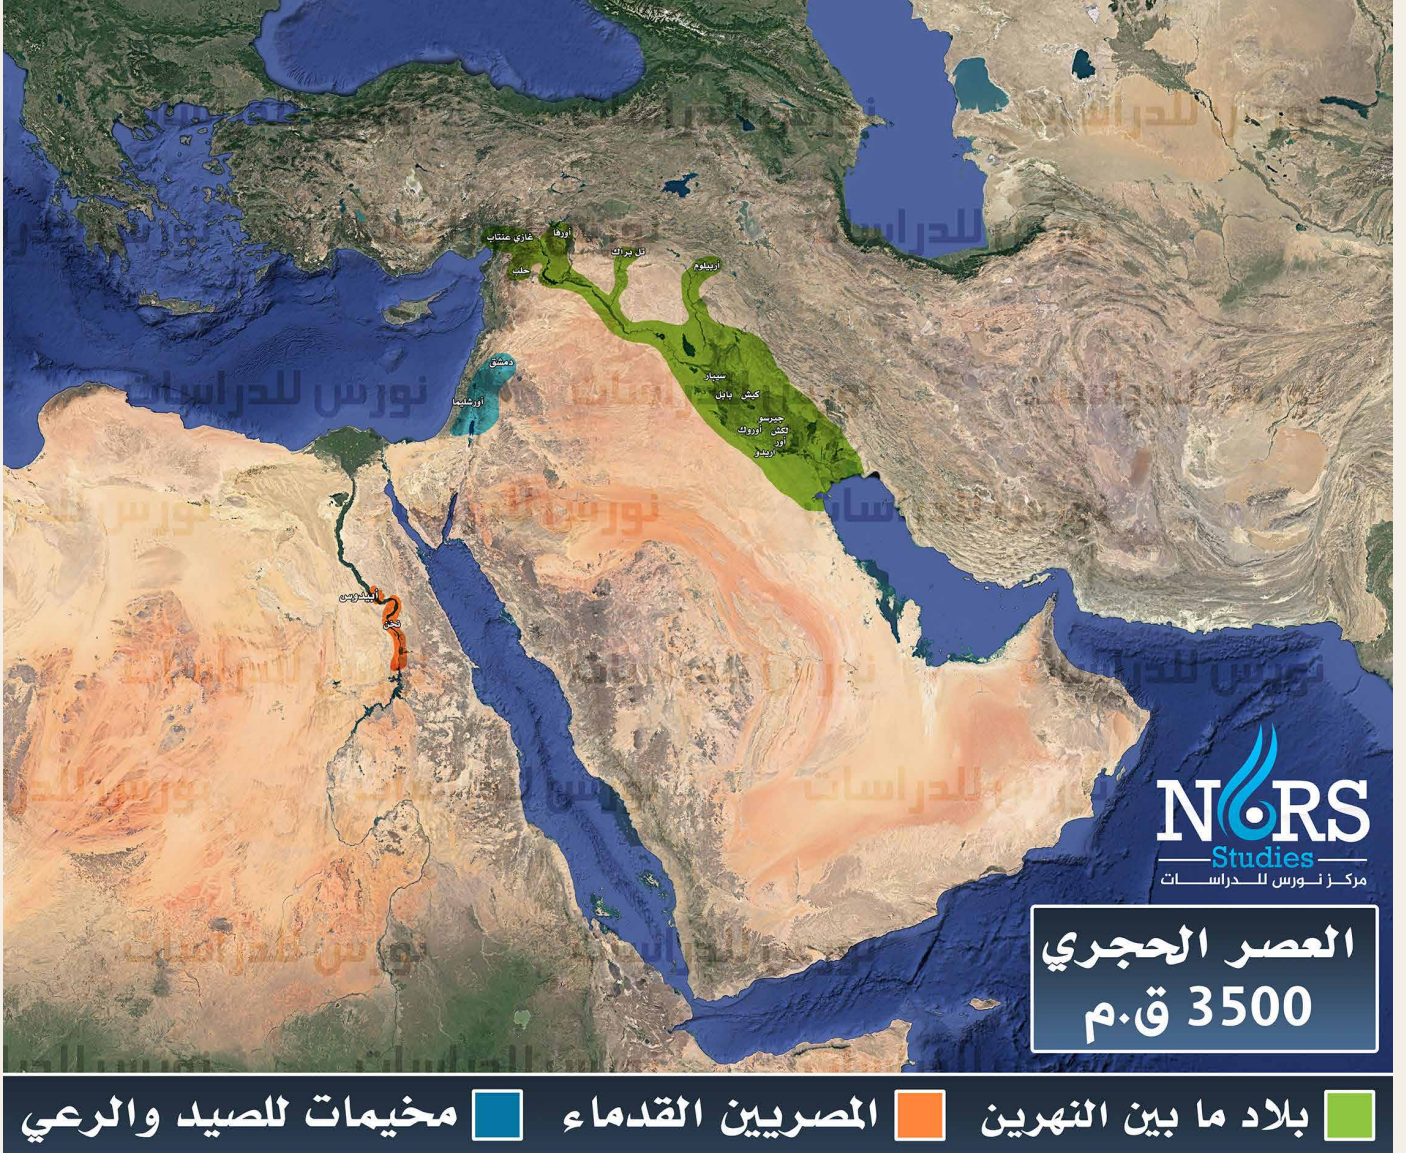 غازي عنتاب
أورفا
تل براك
أربيلوم
حلب
دمشق
أورشليما
سيبار
كيش بابل
جيرسو
لكش أوروك
أور
اريدو
أبيدوس
نخن
نورس للدراسات
NORS
Studies
مركز نورس للدراسات
العصر الحجري
3500 ق.م
بلاد ما بين النهرين
المصريين القدماء
مخيمات للصيد والرعي